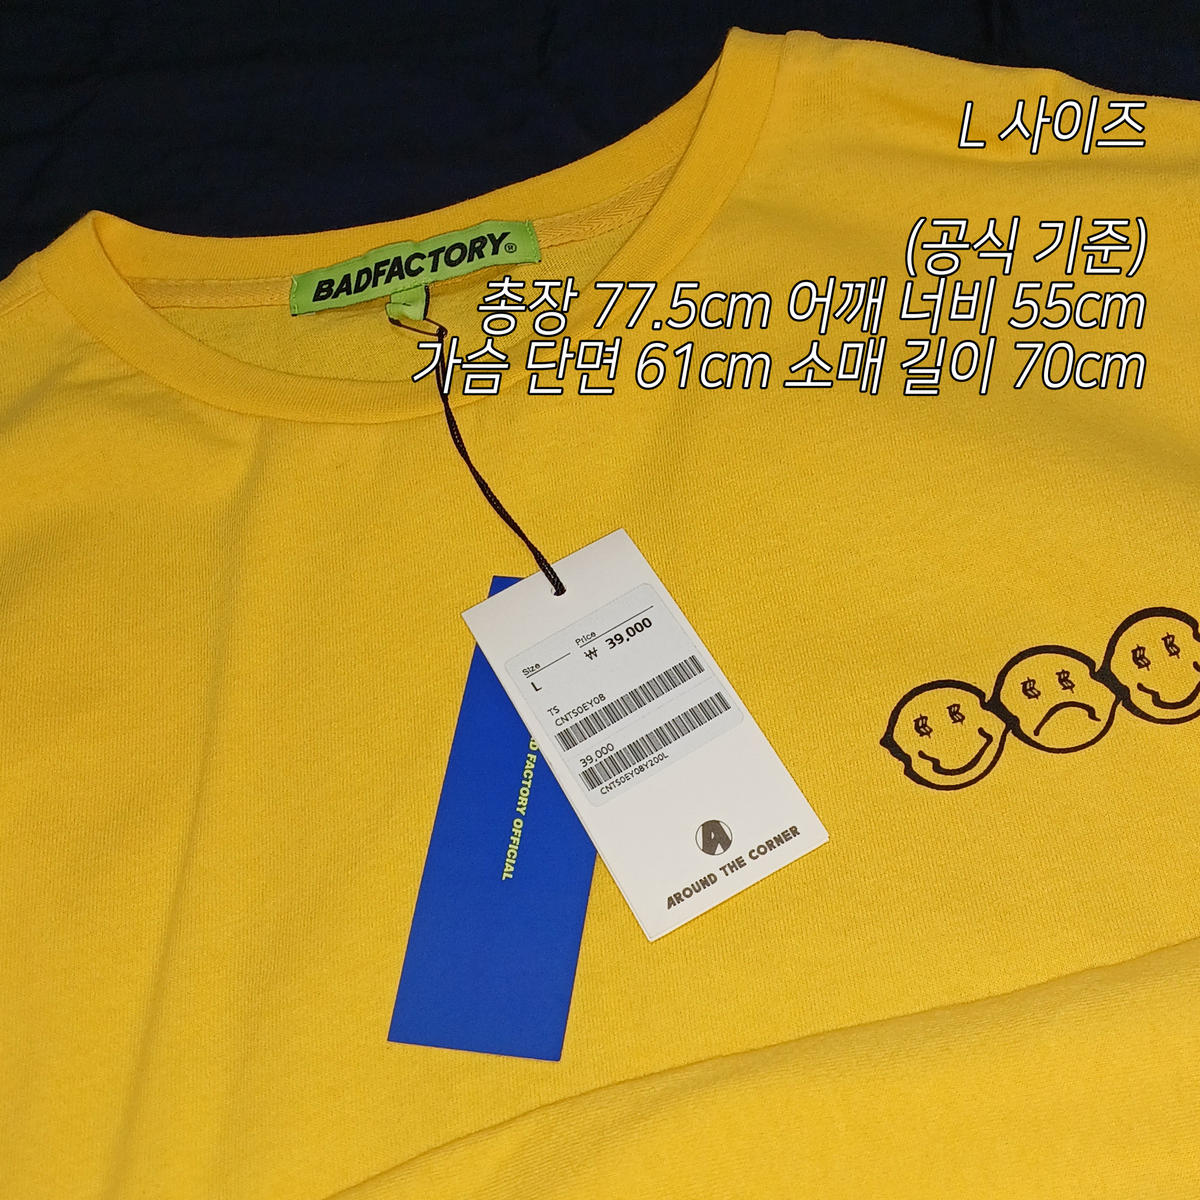 L 사이즈
(공식 기준)
총장 77.5cm 어깨 너비 55cm
가슴 단면 61cm 소매 길이 70cm
BADFACTORY®
Size
L
Price
₩ 39,000
TS
CNTS0EY08
39,000
CNTS0EY08Y200L
FACTORY OFFICIAL
A
AROUND THE CORNER